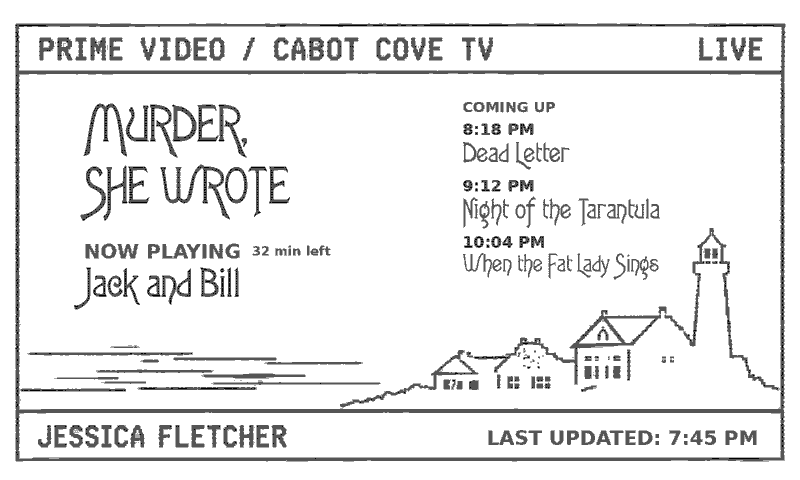 PRIME VIDEO / CABOT COVE TV
LIVE
MURDER,
SHE WROTE
NOW PLAYING 32 min left
Jack and Bill
COMING UP
8:18 PM
Dead Letter
9:12 PM
Night of the Tarantula
10:04 PM
When the Fat Lady Sings
JESSICA FLETCHER
LAST UPDATED: 7:45 PM